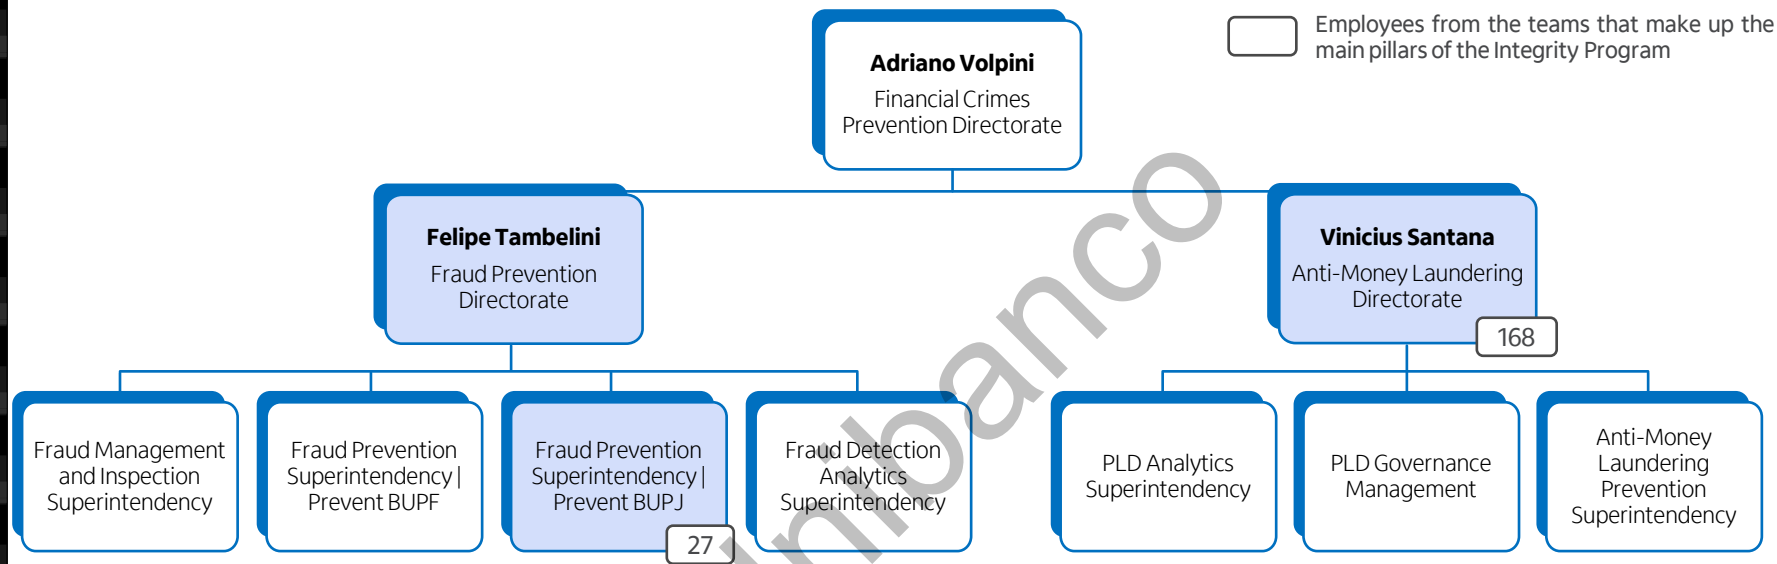 Employees from the teams that make up the
main pillars of the Integrity Program
Adriano Volpini
Financial Crimes
Prevention Directorate
Felipe Tambelini
Fraud Prevention
Directorate
Vinicius Santana
Anti-Money Laundering
Directorate
168
Fraud Management
and Inspection
Superintendency
Fraud Prevention
Superintendency |
Prevent BUPF
Fraud Prevention
Superintendency |
Prevent BUPJ
27
Fraud Detection
Analytics
Superintendency
PLD Analytics
Superintendency
PLD Governance
Management
Anti-Money
Laundering
Prevention
Superintendency
nibanco